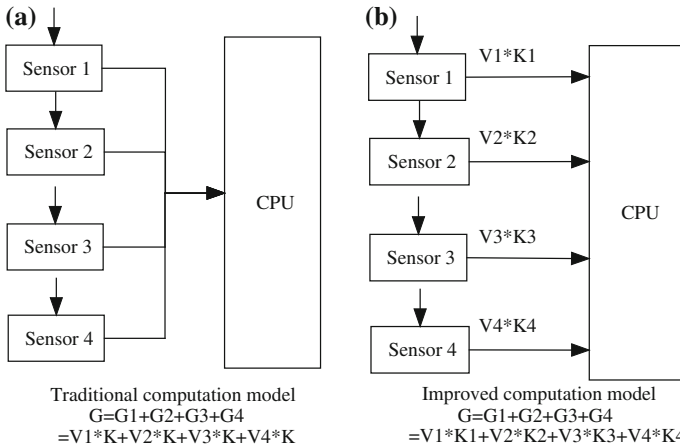 (a)
Sensor 1
Sensor 2
Sensor 3
Sensor 4
CPU
Traditional computation model
G=G1+G2+G3+G4
=V1*K+V2*K+V3*K+V4*K
(b)
V1*K1
Sensor 1
V2*K2
Sensor 2
V3*K3
Sensor 3
V4*K4
Sensor 4
CPU
Improved computation model
G=G1+G2+G3+G4
=V1*K1+V2*K2+V3*K3+V4*K4